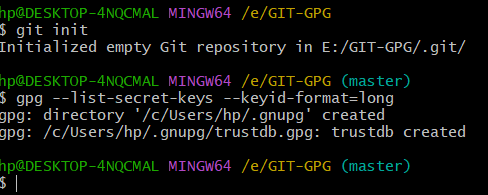 hp@DESKTOP-4NQCMAL MINGW64 /e/GIT-GPG
$ git init
Initialized empty Git repository in E:/GIT-GPG/.git/
hp@DESKTOP-4NQCMAL MINGW64 /e/GIT-GPG (master)
$ gpg --list-secret-keys --keyid-format=long
gpg: directory '/c/Users/hp/.gnupg' created
gpg: /c/Users/hp/.gnupg/trustdb.gpg: trustdb created
hp@DESKTOP-4NQCMAL MINGW64 /e/GIT-GPG (master)
$